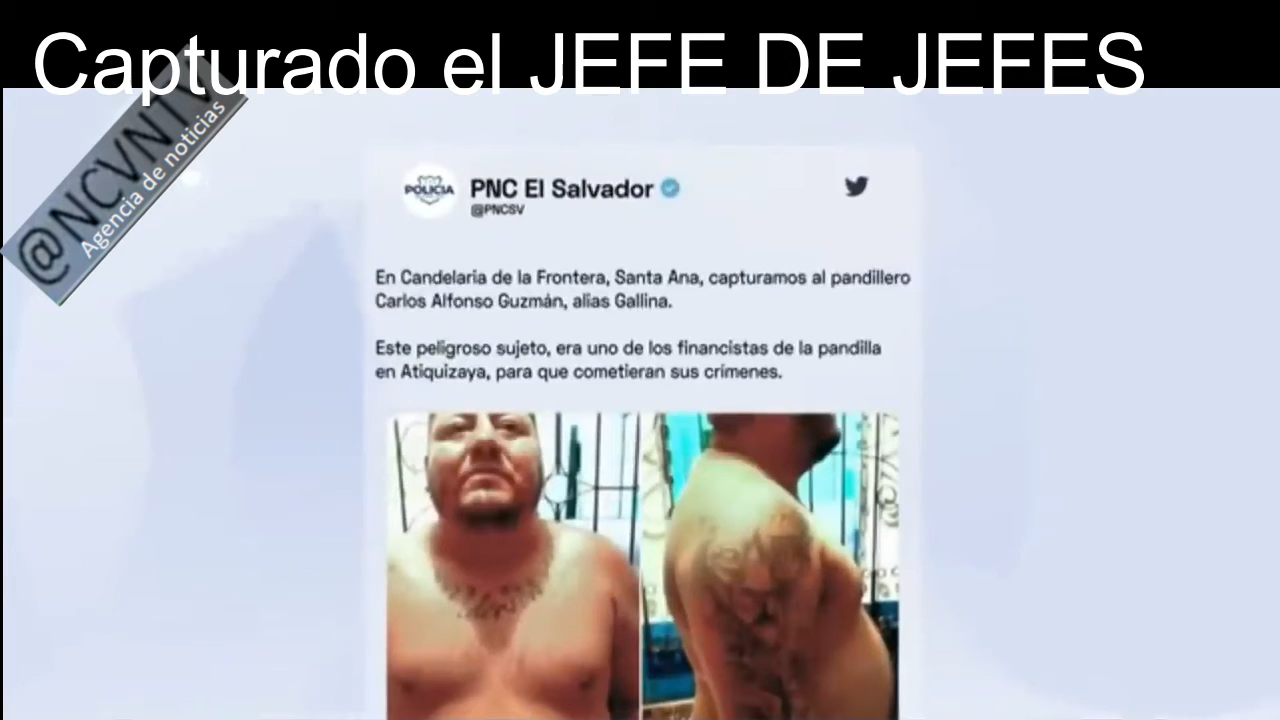 Capturado el JEFE DE JEFES
@NCVNTV
Agencia de noticias
POLICIA
PNC El Salvador
@PNCSV
En Candelaria de la Frontera, Santa Ana, capturamos al pandillero
Carlos Alfonso Guzmán, alias Gallina.
Este peligroso sujeto, era uno de los financistas de la pandilla
en Atiquizaya, para que cometieran sus crímenes.